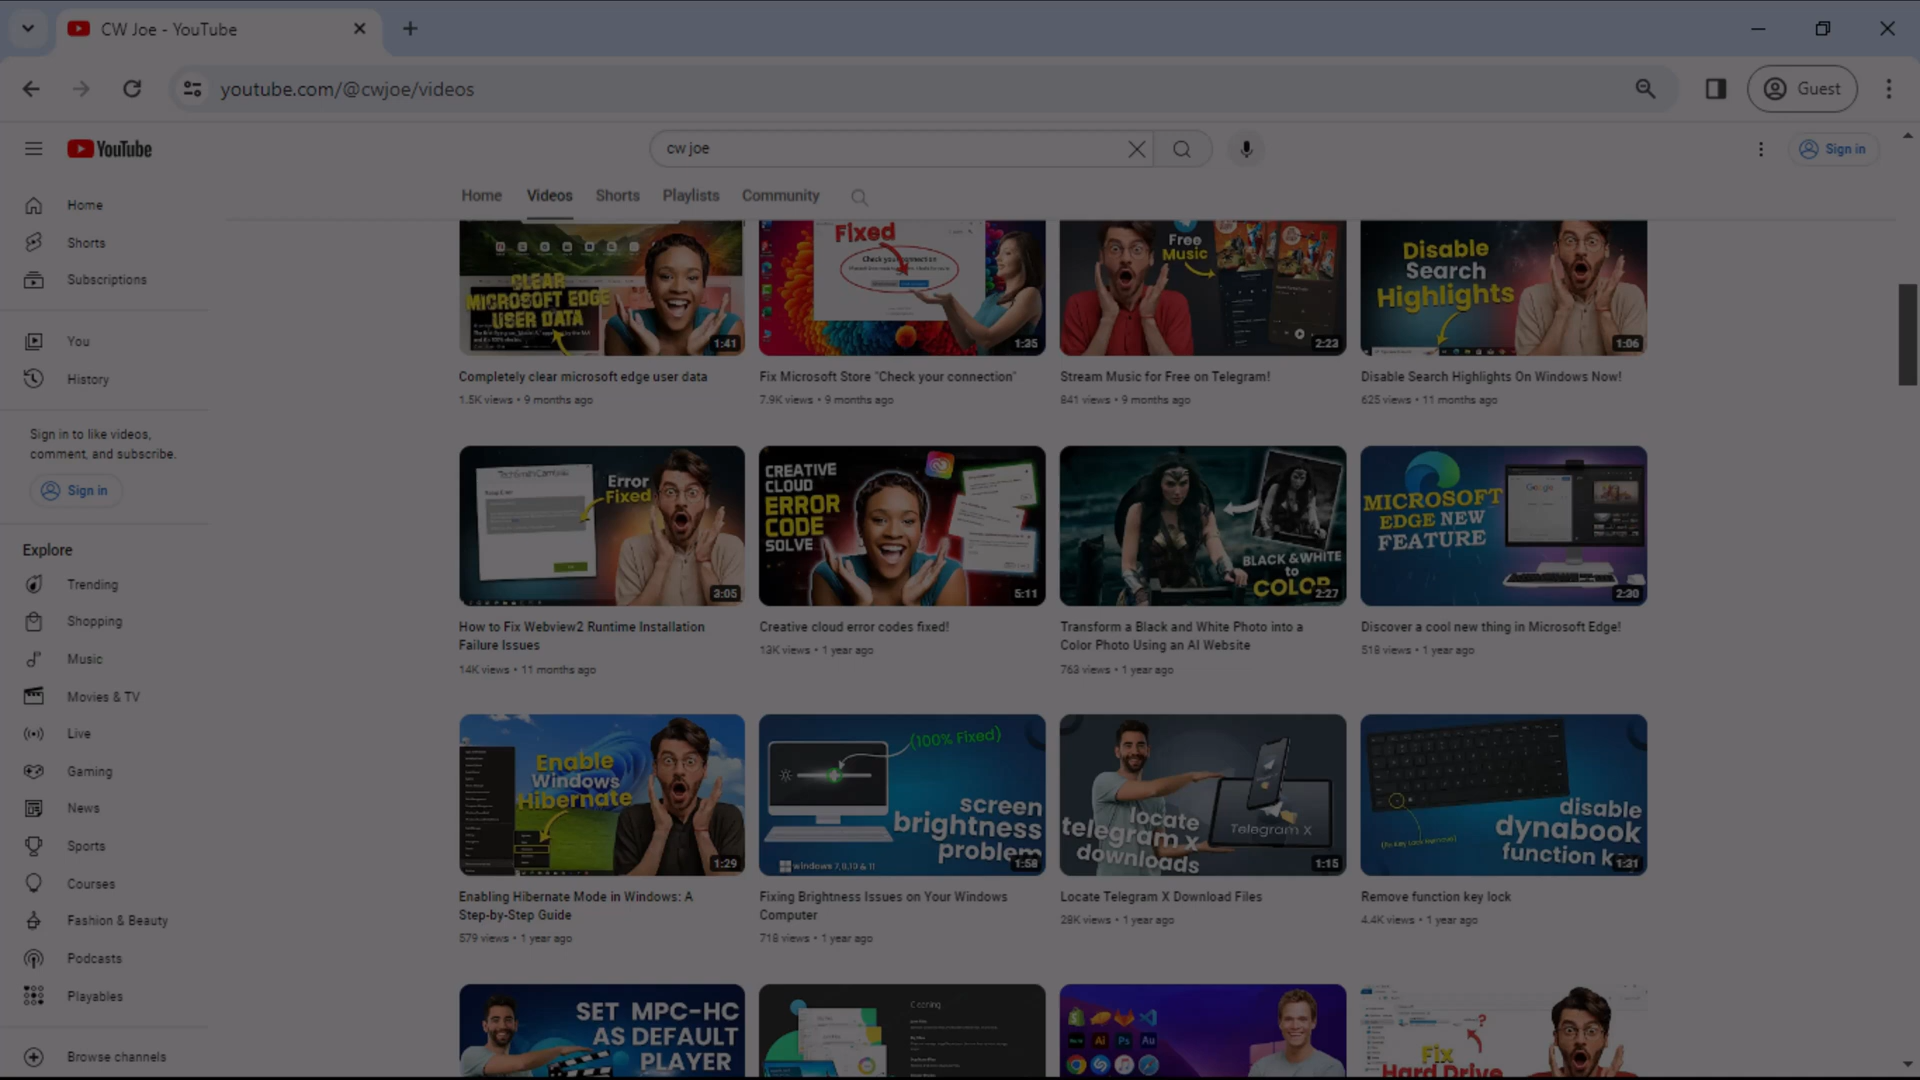 CW Joe - YouTube
youtube.com/@cwjoe/videos
Guest
YouTube
cw joe
Sign in
Home
Videos
Shorts
Playlists
Community
Home
Shorts
Subscriptions
You
History
Sign in to like videos,
comment, and subscribe.
Sign in
Explore
Trending
Shopping
Music
Movies & TV
Live
Gaming
News
Sports
Courses
Fashion & Beauty
Podcasts
Playables
Browse channels
CLEAR
MICROSOFT EDGE
USER DATA
1:41
Fixed
Check your connection
1:35
Free
Music
2:23
Disable
Search
Highlights
1:06
Completely clear microsoft edge user data
1.5K views • 9 months ago
Fix Microsoft Store "Check your connection"
7.9K views • 9 months ago
Stream Music for Free on Telegram!
841 views • 9 months ago
Disable Search Highlights On Windows Now!
625 views • 11 months ago
Error
Fixed
3:05
CREATIVE
CLOUD
ERROR
CODE
SOLVE
5:11
BLACK & WHITE
to
COLOR
2:27
MICROSOFT
EDGE NEW
FEATURE
Google
2:30
How to Fix Webview2 Runtime Installation
Failure Issues
14K views • 11 months ago
Creative cloud error codes fixed!
13K views • 1 year ago
Transform a Black and White Photo into a
Color Photo Using an AI Website
763 views • 1 year ago
Discover a cool new thing in Microsoft Edge!
518 views • 1 year ago
Enable
Windows
Hibernate
1:29
(100% Fixed)
screen
brightness
problem
windows 7,8,10 & 11
1:58
locate
telegram x
downloads
Telegram X
1:15
disable
dynabook
function k
1:31
Enabling Hibernate Mode in Windows: A
Step-by-Step Guide
579 views • 1 year ago
Fixing Brightness Issues on Your Windows
Computer
718 views • 1 year ago
Locate Telegram X Download Files
28K views • 1 year ago
Remove function key lock
4.4K views • 1 year ago
SET MPC-HC
AS DEFAULT
PLAYER
Cleaning
Ai
Ps
Au
Fix
Hard Drive